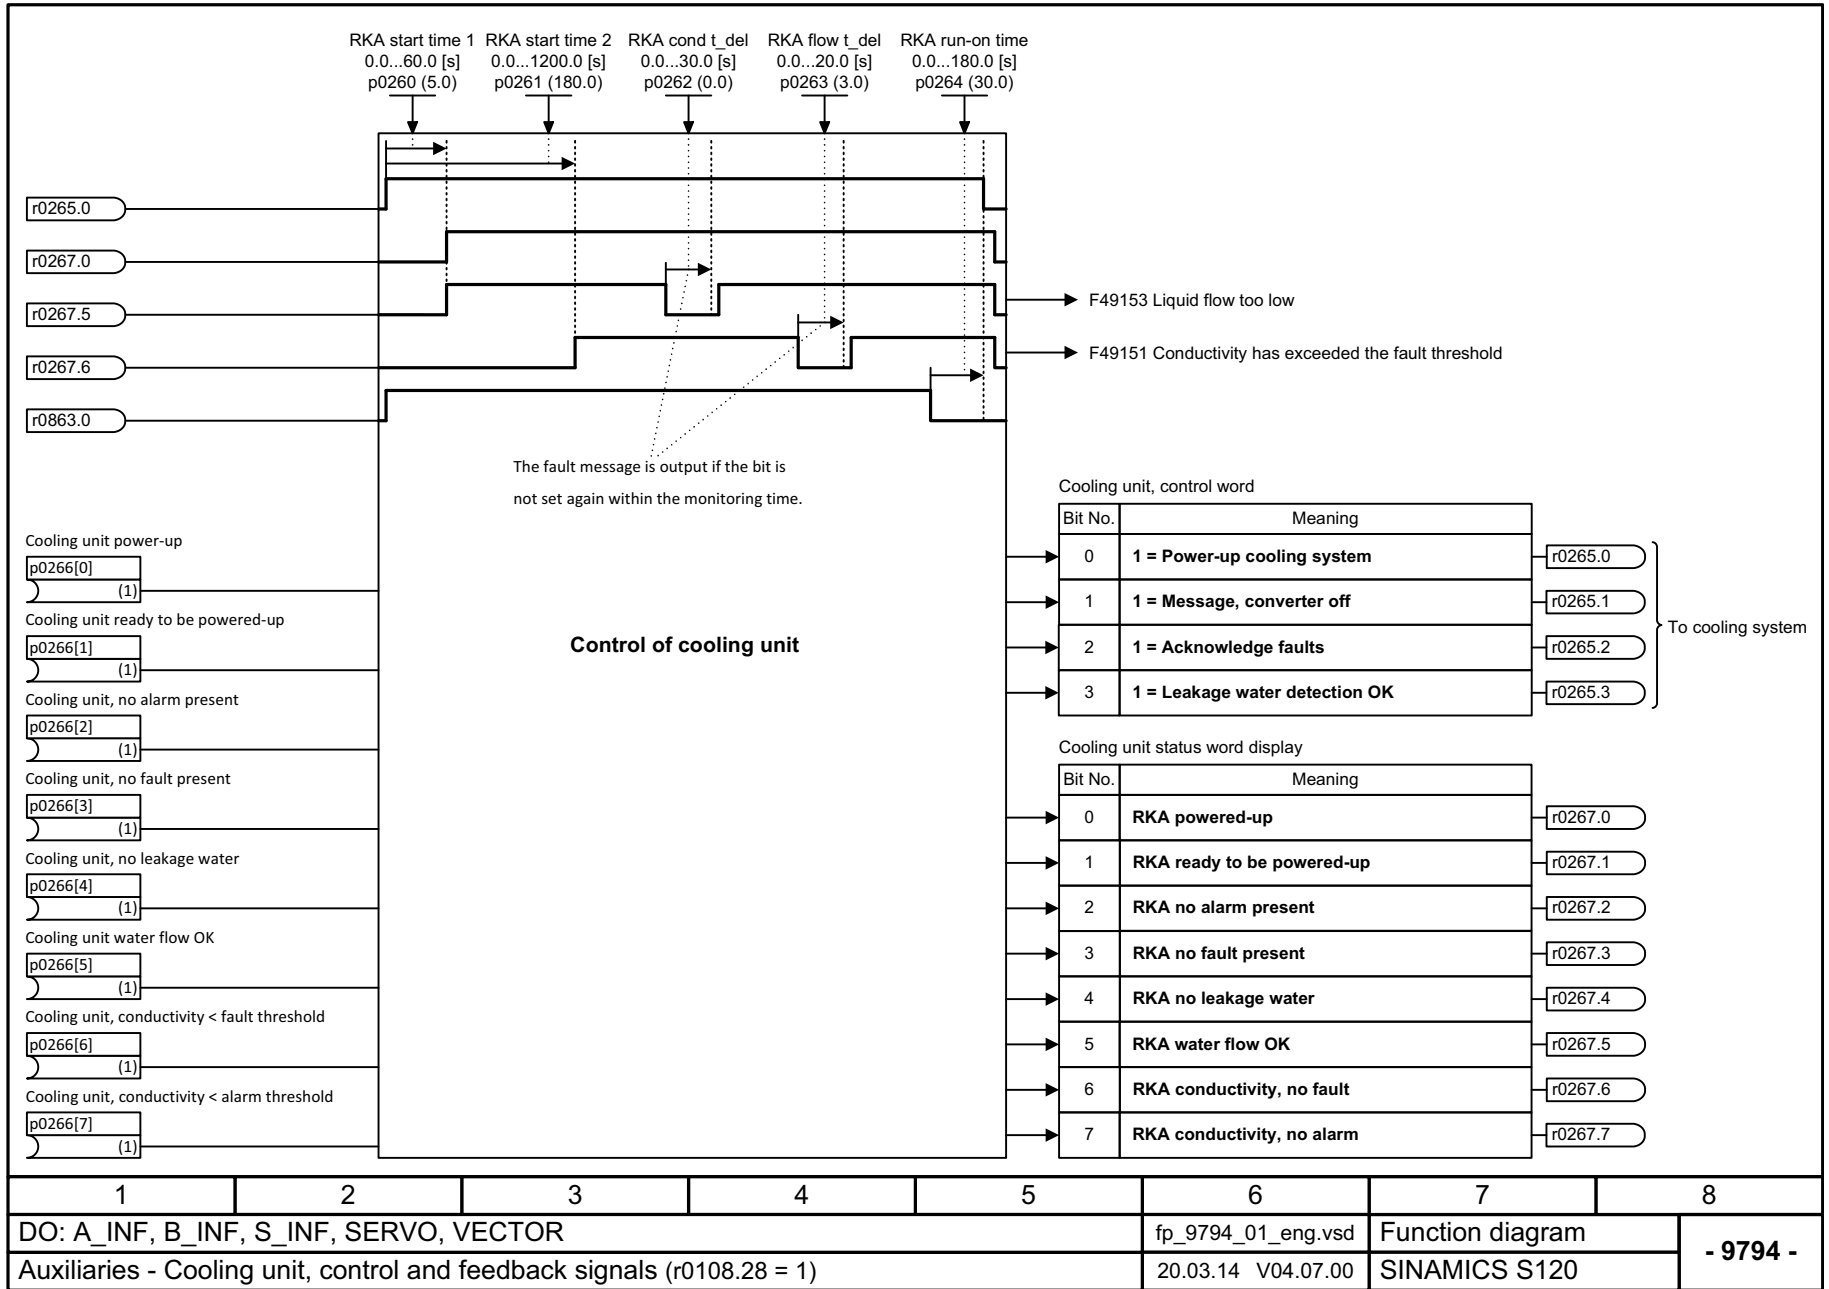 RKA start time 1 RKA start time 2 RKA cond t_del RKA flow t_del RKA run-on time
0.0...60.0 [s] 0.0...1200.0 [s] 0.0...30.0 [s] 0.0...20.0 [s] 0.0...180.0 [s]
p0260 (5.0) p0261 (180.0) p0262 (0.0) p0263 (3.0) p0264 (30.0)
r0265.0
r0267.0
r0267.5
F49153 Liquid flow too low
r0267.6
F49151 Conductivity has exceeded the fault threshold
r0863.0
The fault message is output if the bit is
not set again within the monitoring time.
Cooling unit power-up
p0266[0]
(1)
Cooling unit ready to be powered-up
p0266[1]
(1)
Cooling unit, no alarm present
p0266[2]
(1)
Cooling unit, no fault present
p0266[3]
(1)
Cooling unit, no leakage water
p0266[4]
(1)
Cooling unit water flow OK
p0266[5]
(1)
Cooling unit, conductivity < fault threshold
p0266[6]
(1)
Cooling unit, conductivity < alarm threshold
p0266[7]
(1)
Control of cooling unit
Cooling unit, control word
Bit No. Meaning
0 1 = Power-up cooling system r0265.0
1 1 = Message, converter off r0265.1
2 1 = Acknowledge faults r0265.2
3 1 = Leakage water detection OK r0265.3
To cooling system
Cooling unit status word display
Bit No. Meaning
0 RKA powered-up r0267.0
1 RKA ready to be powered-up r0267.1
2 RKA no alarm present r0267.2
3 RKA no fault present r0267.3
4 RKA no leakage water r0267.4
5 RKA water flow OK r0267.5
6 RKA conductivity, no fault r0267.6
7 RKA conductivity, no alarm r0267.7
1 2 3 4 5 6 7 8
DO: A_INF, B_INF, S_INF, SERVO, VECTOR fp_9794_01_eng.vsd Function diagram
- 9794 -
Auxiliaries - Cooling unit, control and feedback signals (r0108.28 = 1) 20.03.14 V04.07.00 SINAMICS S120